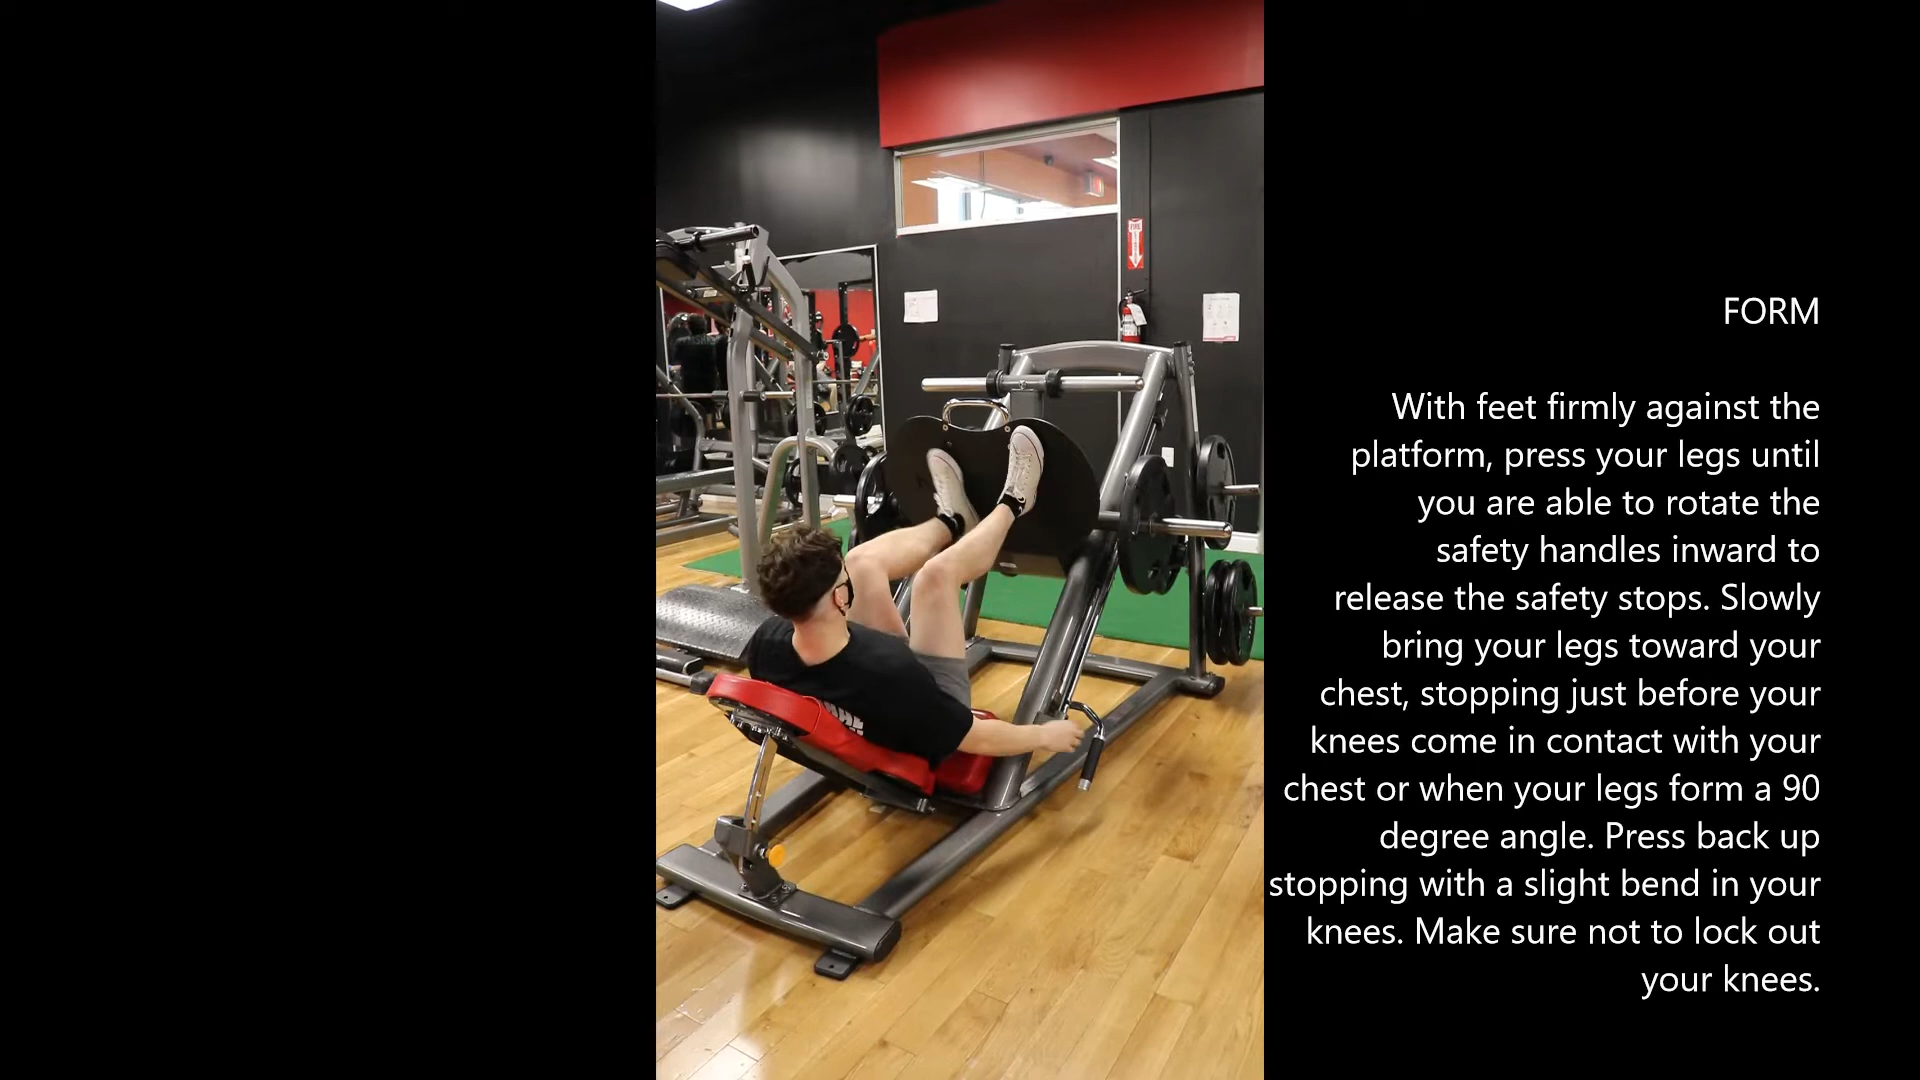 FORM
With feet firmly against the
platform, press your legs until
you are able to rotate the
safety handles inward to
release the safety stops. Slowly
bring your legs toward your
chest, stopping just before your
knees come in contact with your
chest or when your legs form a 90
degree angle. Press back up
stopping with a slight bend in your
knees. Make sure not to lock out
your knees.